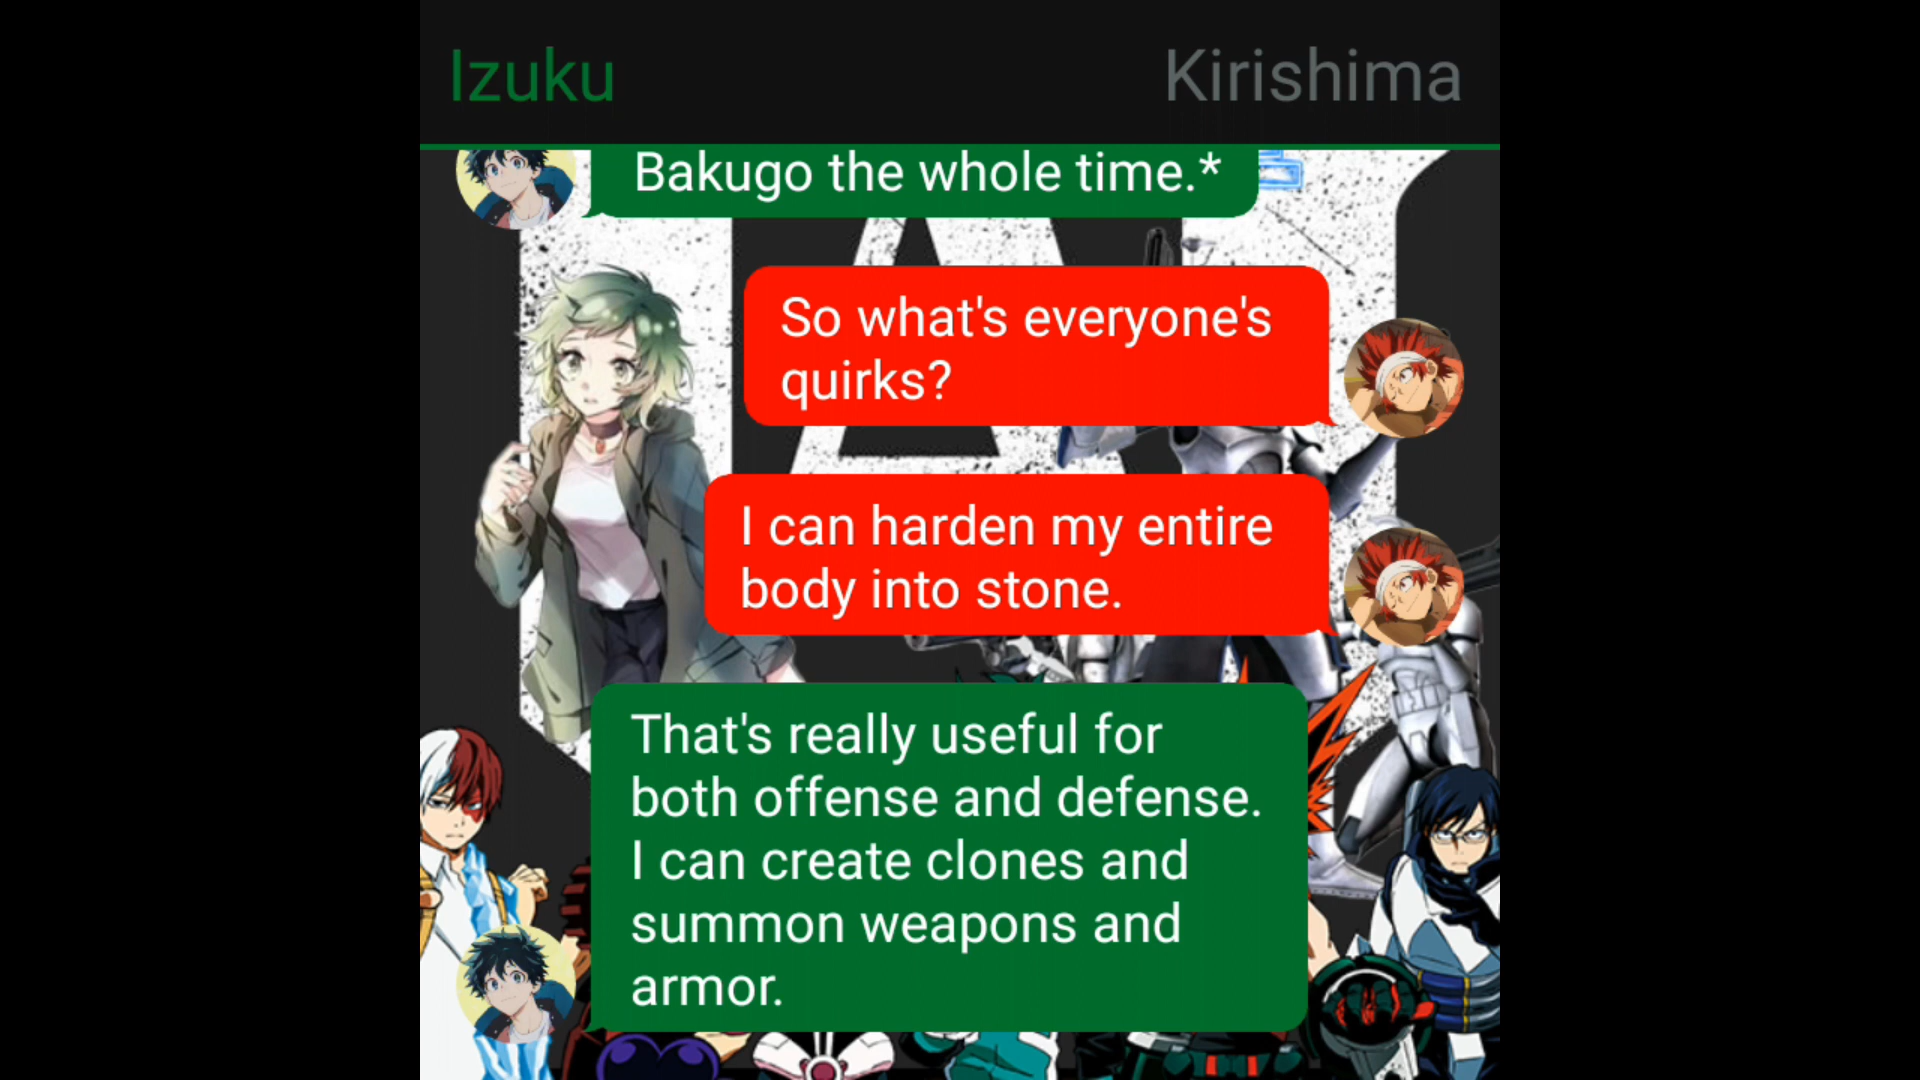 Izuku
Kirishima
Bakugo the whole time.*
So what's everyone's
quirks?
I can harden my entire
body into stone.
That's really useful for
both offense and defense.
I can create clones and
summon weapons and
armor.